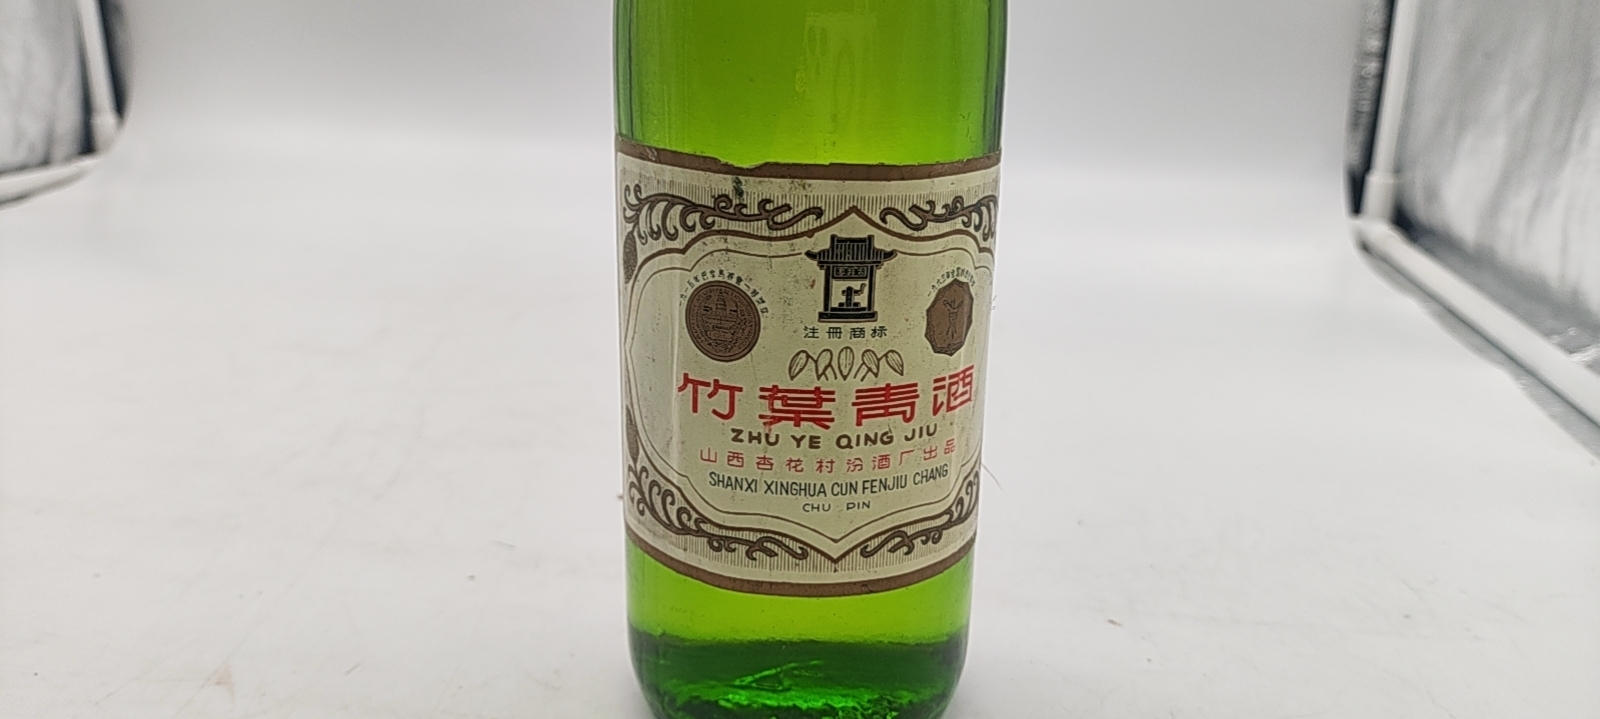 注冊商标
竹葉青酒
ZHU YE QING JIU
山西杏花村汾酒厂出品
SHANXI XINGHUA CUN FENJIU CHANG
CHU PIN